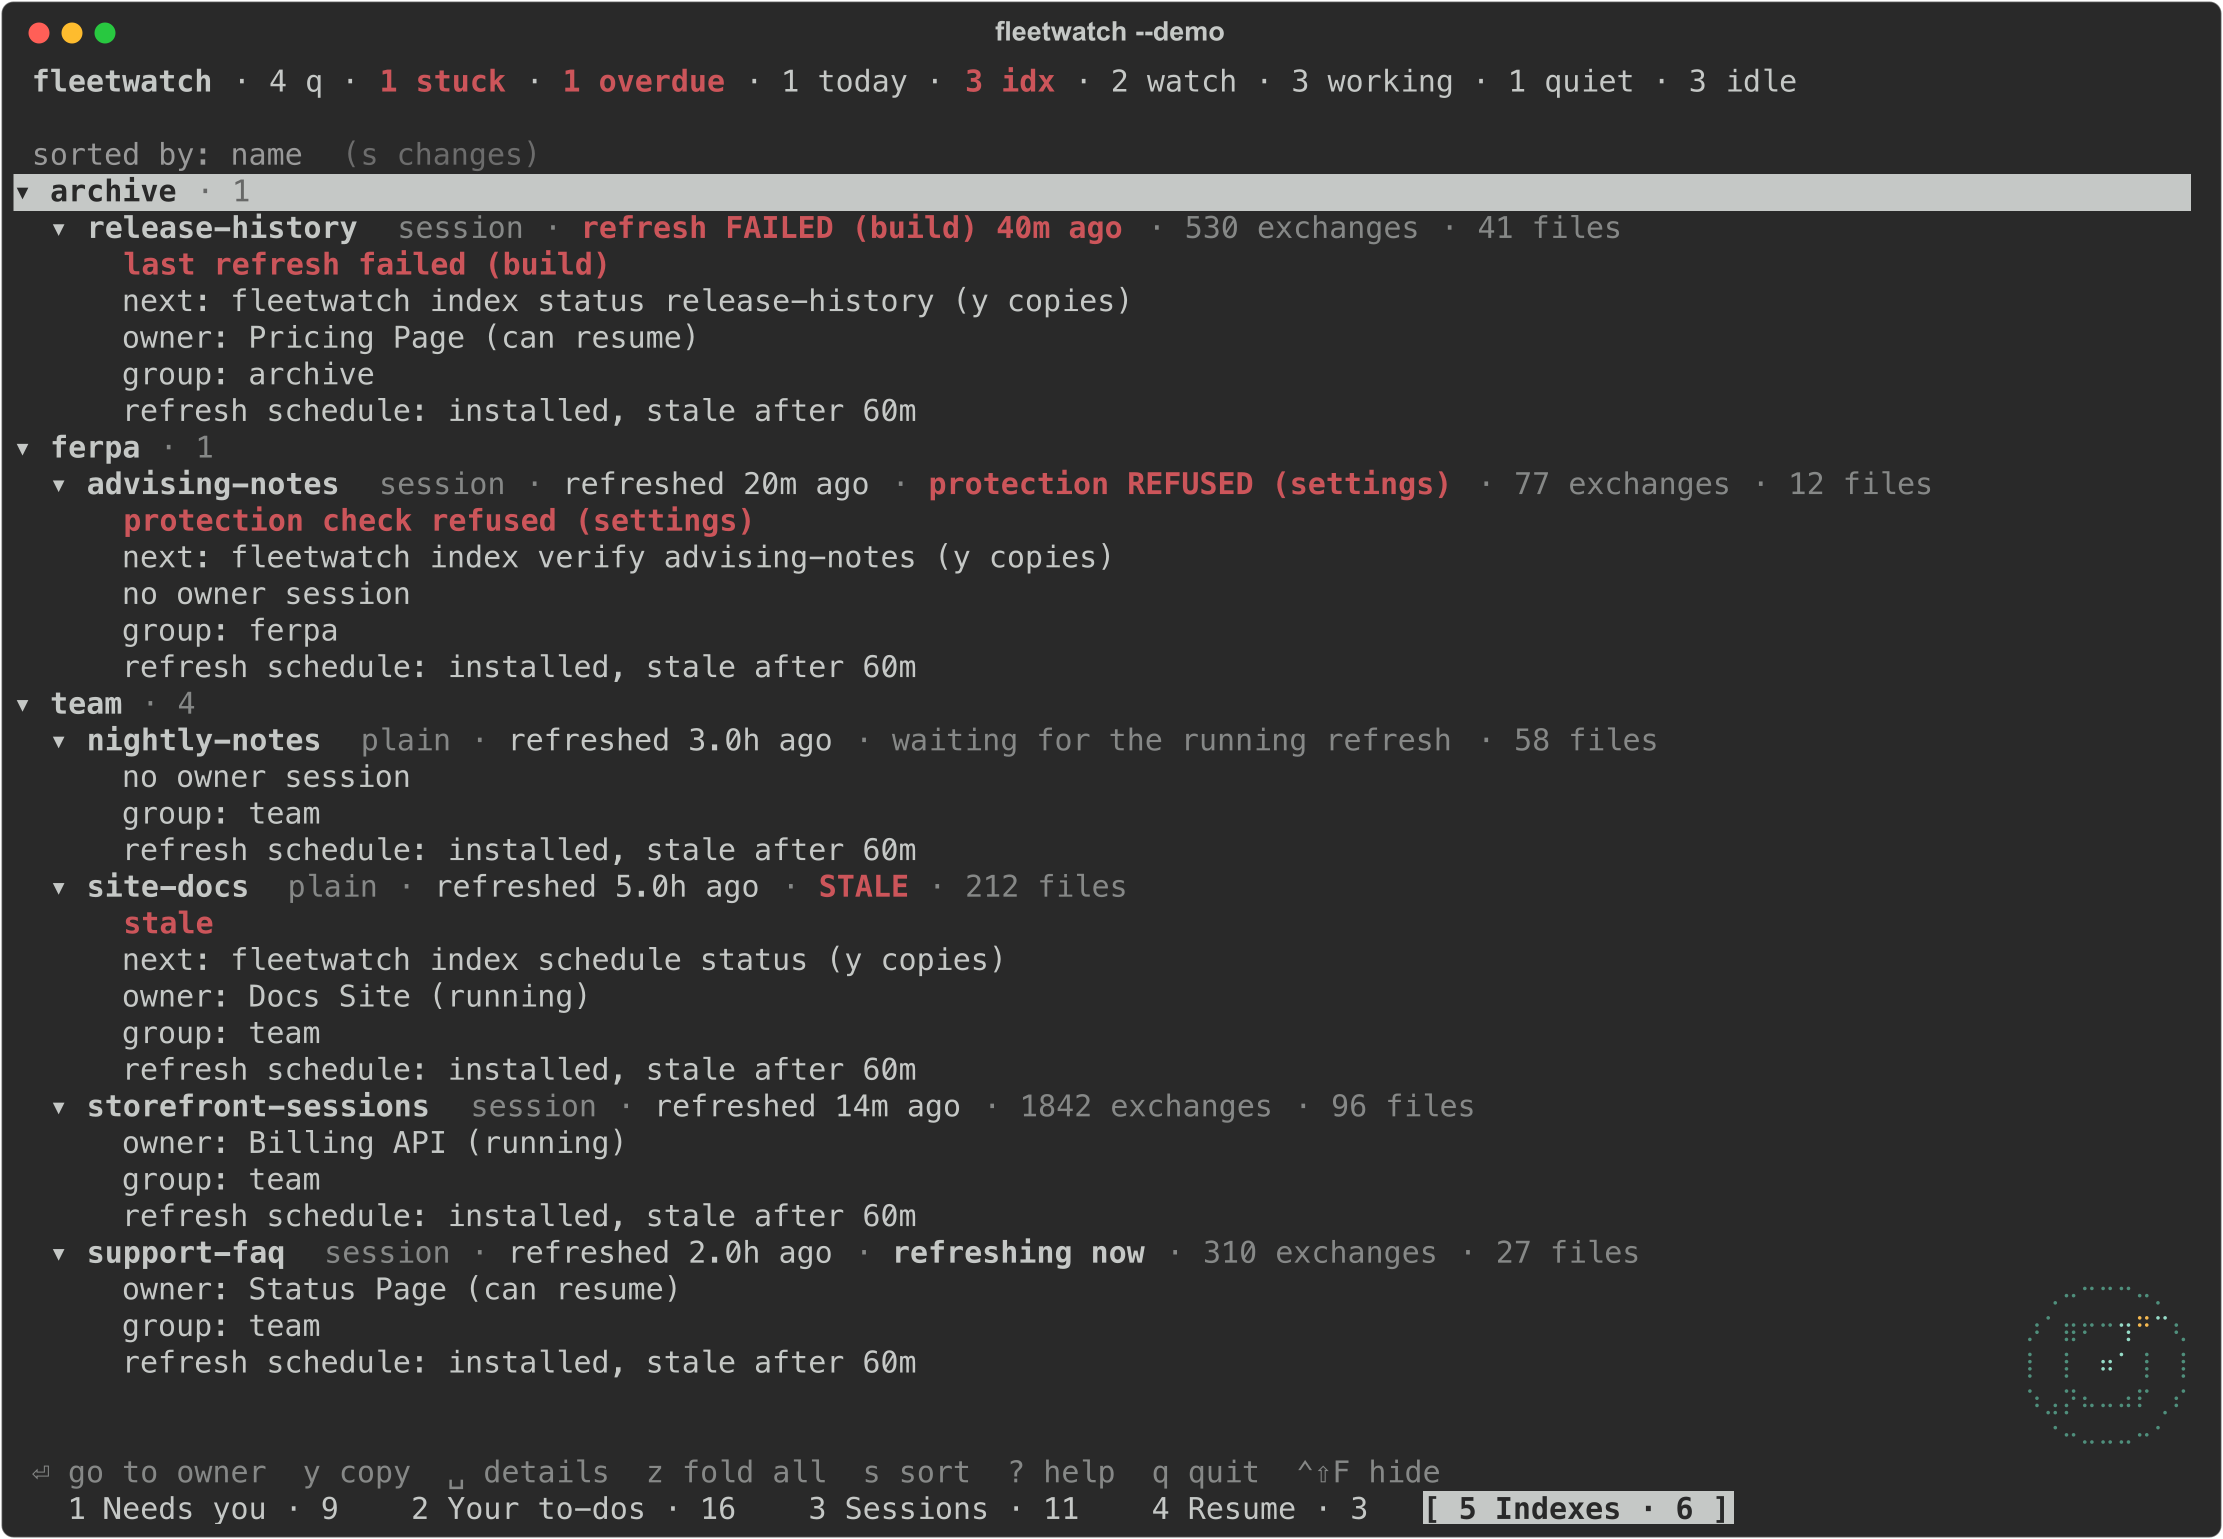 fleetwatch --demo
fleetwatch · 4 q · 1 stuck · 1 overdue · 1 today · 3 idx · 2 watch · 3 working · 1 quiet · 3 idle
sorted by: name  (s changes)
▾ archive · 1
▾ release-history  session · refresh FAILED (build) 40m ago · 530 exchanges · 41 files
last refresh failed (build)
next: fleetwatch index status release-history (y copies)
owner: Pricing Page (can resume)
group: archive
refresh schedule: installed, stale after 60m
▾ ferpa · 1
▾ advising-notes  session · refreshed 20m ago · protection REFUSED (settings) · 77 exchanges · 12 files
protection check refused (settings)
next: fleetwatch index verify advising-notes (y copies)
no owner session
group: ferpa
refresh schedule: installed, stale after 60m
▾ team · 4
▾ nightly-notes  plain · refreshed 3.0h ago · waiting for the running refresh · 58 files
no owner session
group: team
refresh schedule: installed, stale after 60m
▾ site-docs  plain · refreshed 5.0h ago · STALE · 212 files
stale
next: fleetwatch index schedule status (y copies)
owner: Docs Site (running)
group: team
refresh schedule: installed, stale after 60m
▾ storefront-sessions  session · refreshed 14m ago · 1842 exchanges · 96 files
owner: Billing API (running)
group: team
refresh schedule: installed, stale after 60m
▾ support-faq  session · refreshed 2.0h ago · refreshing now · 310 exchanges · 27 files
owner: Status Page (can resume)
group: team
refresh schedule: installed, stale after 60m
⏎ go to owner  y copy  ␣ details  z fold all  s sort  ? help  q quit  ^⇧F hide
1 Needs you · 9    2 Your to-dos · 16    3 Sessions · 11    4 Resume · 3   [ 5 Indexes · 6 ]